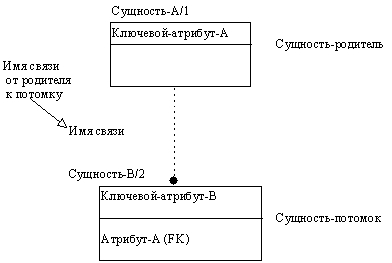 Сущность-А/1
Ключевой-атрибут-А
Сущность-родитель
Имя связи
от родителя
к потомку
Имя связи
Сущность-В/2
Ключевой-атрибут-В
Сущность-потомок
Атрибут-А (FK)